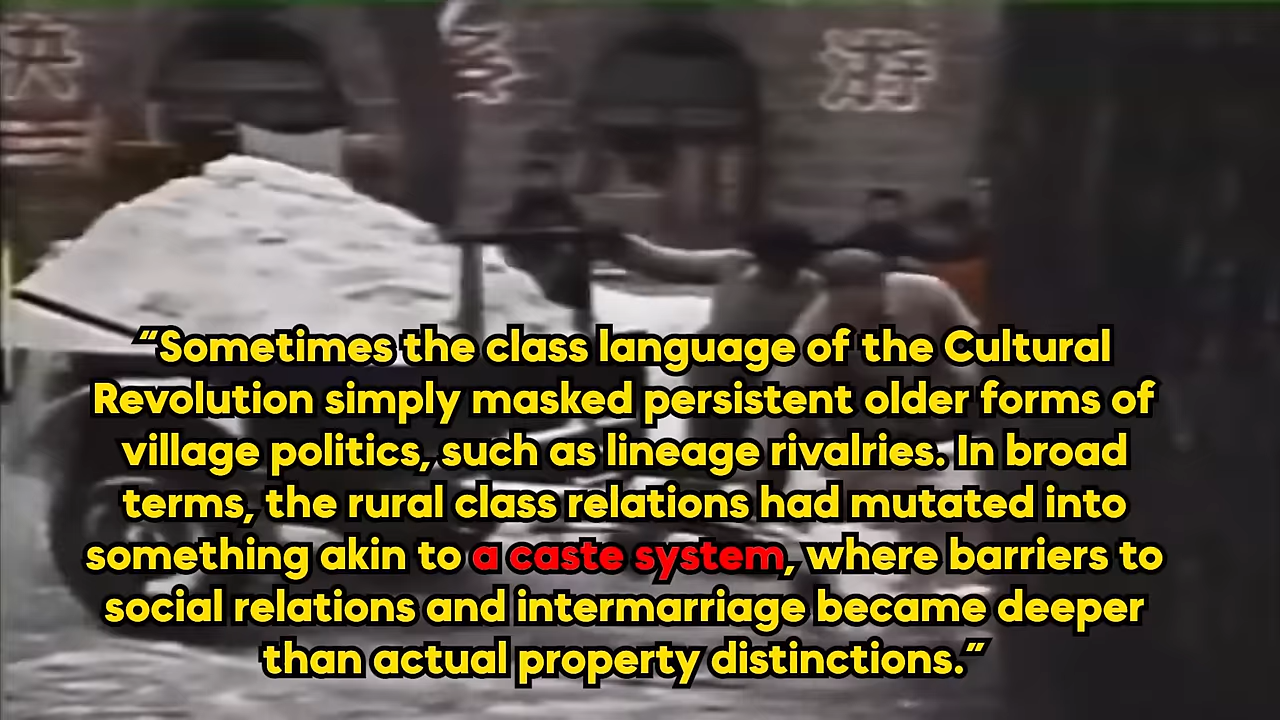 “Sometimes the class language of the Cultural
Revolution simply masked persistent older forms of
village politics, such as lineage rivalries. In broad
terms, the rural class relations had mutated into
something akin to a caste system, where barriers to
social relations and intermarriage became deeper
than actual property distinctions.”